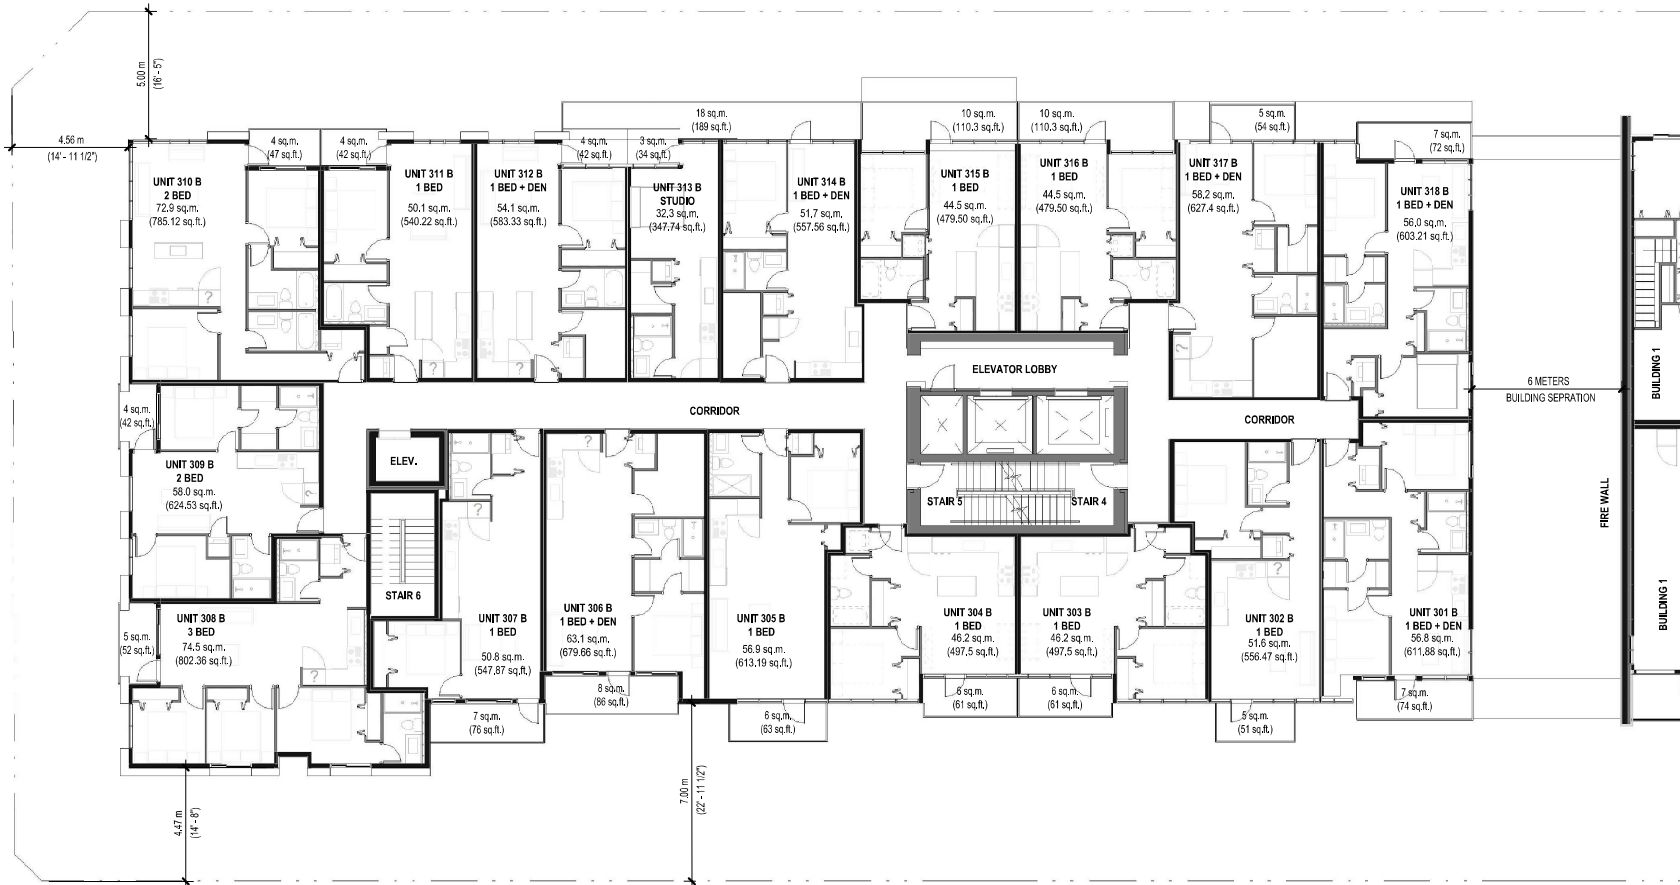 5.00 m
(16' - 5")
4.56 m
(14' - 11 1/2")
18 sq.m.
(189 sq.ft.)
10 sq.m.
(110.3 sq.ft.)
10 sq.m.
(110.3 sq.ft.)
5 sq.m.
(54 sq.ft.)
7 sq.m.
(72 sq.ft.)
4 sq.m.
(47 sq.ft.)
4 sq.m.
(42 sq.ft.)
4 sq.m.
(42 sq.ft.)
3 sq.m.
(34 sq.ft.)
UNIT 310 B
2 BED
72.9 sq.m.
(785.12 sq.ft.)
UNIT 311 B
1 BED
50.1 sq.m.
(540.22 sq.ft.)
UNIT 312 B
1 BED + DEN
54.1 sq.m.
(583.33 sq.ft.)
UNIT 313 B
STUDIO
32.3 sq.m.
(347.74 sq.ft.)
UNIT 314 B
1 BED + DEN
51.7 sq.m.
(557.56 sq.ft.)
UNIT 315 B
1 BED
44.5 sq.m.
(479.50 sq.ft.)
UNIT 316 B
1 BED
44.5 sq.m.
(479.50 sq.ft.)
UNIT 317 B
1 BED + DEN
58.2 sq.m.
(627.4 sq.ft.)
UNIT 318 B
1 BED + DEN
56.0 sq.m.
(603.21 sq.ft.)
?
?
?
?
ELEVATOR LOBBY
6 METERS
BUILDING SEPRATION
BUILDING 1
CORRIDOR
CORRIDOR
4 sq.m.
(42 sq.ft.)
UNIT 309 B
2 BED
58.0 sq.m.
(624.53 sq.ft.)
?
ELEV.
?
?
STAIR 5
STAIR 4
FIRE WALL
STAIR 6
5 sq.m.
(52 sq.ft.)
UNIT 308 B
3 BED
74.5 sq.m.
(802.36 sq.ft.)
?
UNIT 307 B
1 BED
50.8 sq.m.
(547.87 sq.ft.)
UNIT 306 B
1 BED + DEN
63.1 sq.m.
(679.66 sq.ft.)
UNIT 305 B
1 BED
56.9 sq.m.
(613.19 sq.ft.)
UNIT 304 B
1 BED
46.2 sq.m.
(497.5 sq.ft.)
UNIT 303 B
1 BED
46.2 sq.m.
(497.5 sq.ft.)
?
UNIT 302 B
1 BED
51.6 sq.m.
(556.47 sq.ft.)
UNIT 301 B
1 BED + DEN
56.8 sq.m.
(611.88 sq.ft.)
BUILDING 1
7 sq.m.
(76 sq.ft.)
8 sq.m.
(86 sq.ft.)
6 sq.m.
(63 sq.ft.)
6 sq.m.
(61 sq.ft.)
6 sq.m.
(61 sq.ft.)
5 sq.m.
(51 sq.ft.)
7 sq.m.
(74 sq.ft.)
4.47 m
(14' - 8")
7.00 m
(22' - 11 1/2")